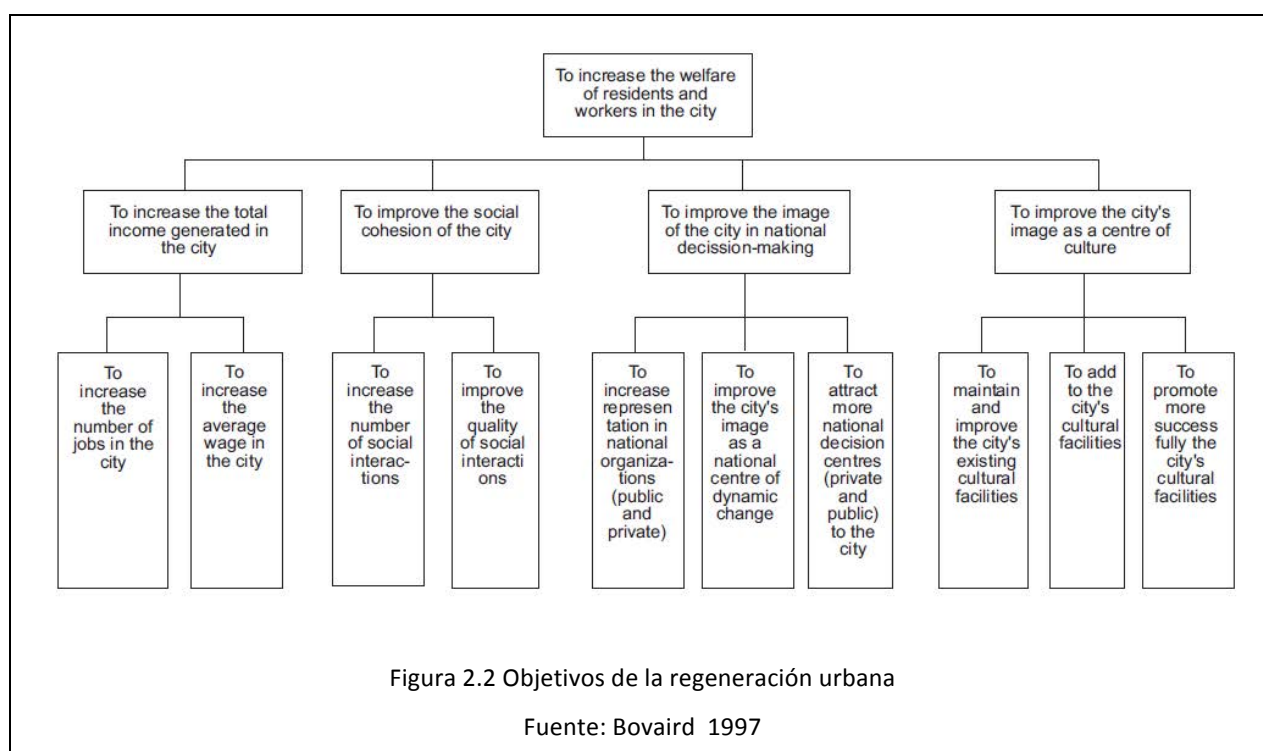 To increase the welfare
of residents and
workers in the city
To increase the total
income generated in
the city
To improve the social
cohesion of the city
To improve the image
of the city in national
decission-making
To improve the city's
image as a centre of
culture
To
increase
the
number of
jobs in the
city
To
increase
the
average
wage in
the city
To
increase
the
number
of social
interac-
tions
To
improve
the
quality
of social
interacti
ons
To
increase
represen
tation in
national
organiza-
tions
(public
and
private)
To
improve
the city's
image
as a
national
centre of
dynamic
change
To
attract
more
national
decision
centres
(private
and
public)
to the
city
To
maintain
and
improve
the city's
existing
cultural
facilities
To add
to the
city's
cultural
facilities
To
promote
more
success
fully the
city's
cultural
facilities
Figura 2.2 Objetivos de la regeneración urbana
Fuente: Bovaird 1997